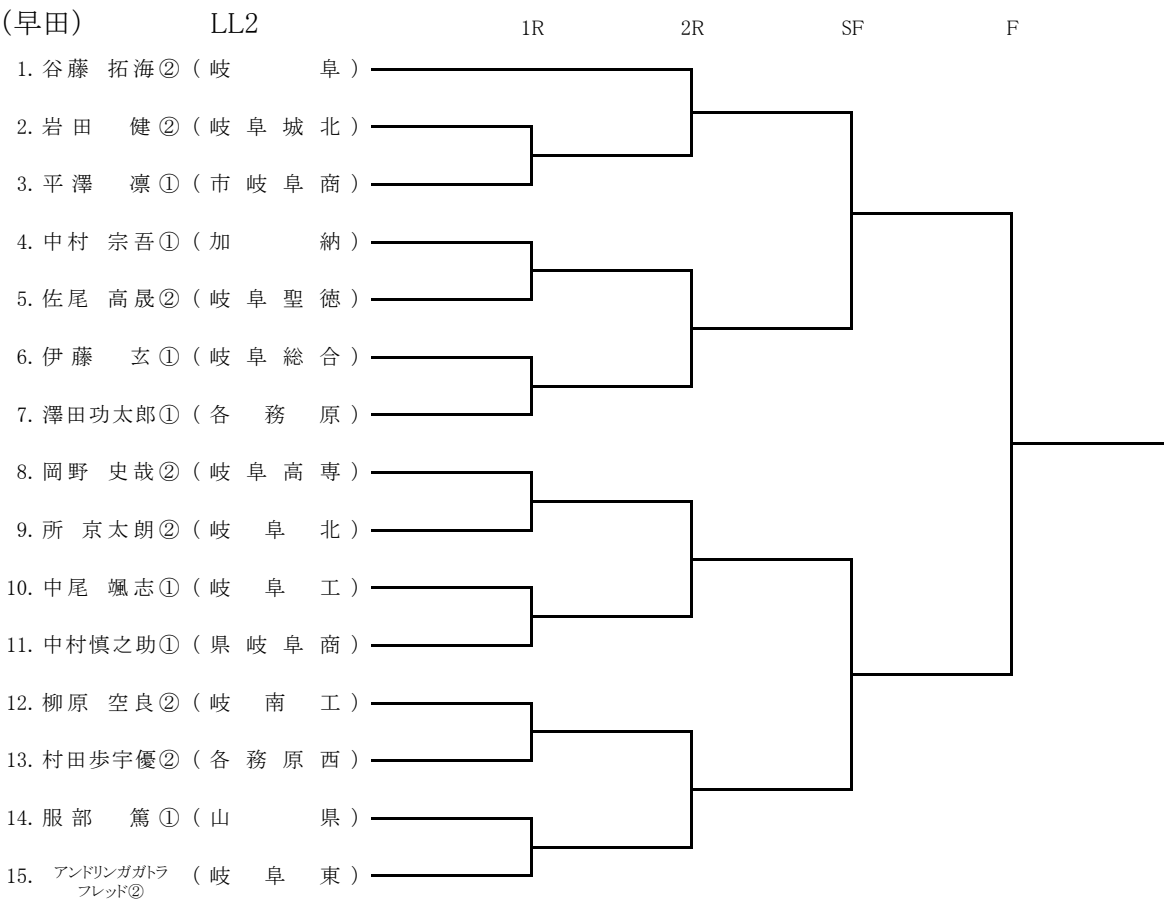 (早田) LL2 1R 2R SF F
1. 谷藤 拓海② ( 岐 阜 )
2. 岩田 健② ( 岐阜城北 )
3. 平澤 凛① ( 市岐阜商 )
4. 中村 宗吾① ( 加 納 )
5. 佐尾 高晟② ( 岐阜聖徳 )
6. 伊藤 玄① ( 岐阜総合 )
7. 澤田功太郎① ( 各務原 )
8. 岡野 史哉② ( 岐阜高専 )
9. 所 京太朗② ( 岐阜北 )
10. 中尾 颯志① ( 岐阜工 )
11. 中村慎之助① ( 県岐阜商 )
12. 柳原 空良② ( 岐南工 )
13. 村田歩宇優② ( 各務原西 )
14. 服部 篤① ( 山 県 )
15. アンドリンガガトラ ( 岐阜東 )
フレッド②